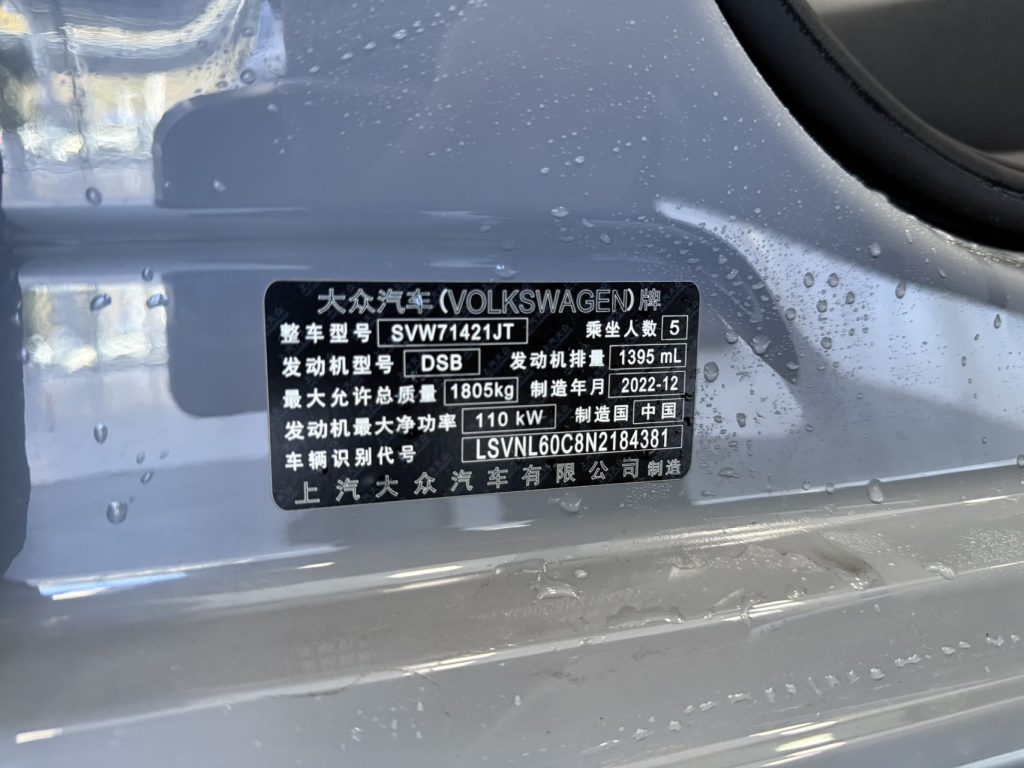 大众汽车(VOLKSWAGEN)牌
整车型号 SVW71421JT 乘坐人数 5
发动机型号 DSB 发动机排量 1395 mL
最大允许总质量 1805kg 制造年月 2022-12
发动机最大净功率 110 kW 制造国 中国
车辆识别代号 LSVNL60C8N2184381
上汽大众汽车有限公司制造